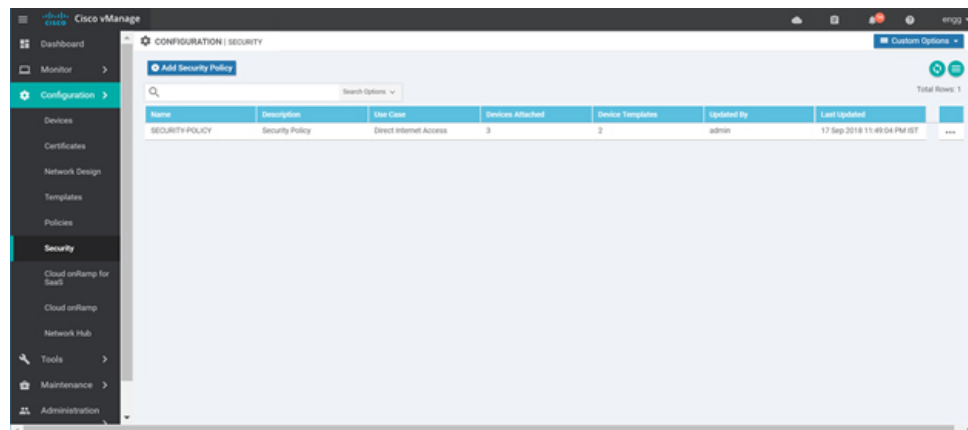 cisco Cisco vManage
engg
Dashboard
Monitor
Configuration
Devices
Certificates
Network Design
Templates
Policies
Security
Cloud onRamp for
SaaS
Cloud onRamp
Network Hub
Tools
Maintenance
Administration
CONFIGURATION | SECURITY
Custom Options
Add Security Policy
Search Options
Total Rows: 1
Name Description Use Case Devices Attached Device Templates Updated By Last Updated
SECURITY-POLICY Security Policy Direct Internet Access 3 2 admin 17 Sep 2018 11:49:04 PM IST